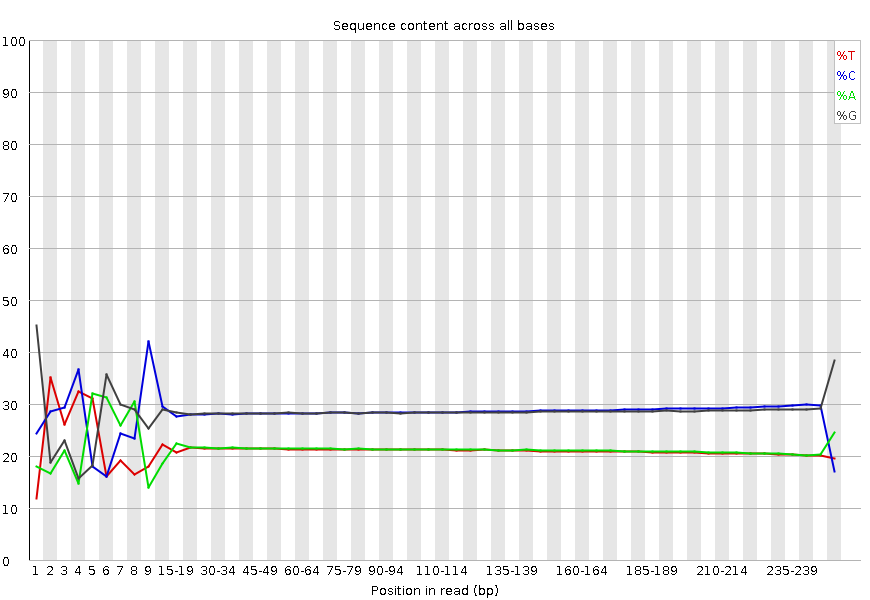 Sequence content across all bases
100
90
80
70
60
50
40
30
20
10
0
%T
%C
%A
%G
1 2 3 4 5 6 7 8 9 15-19 30-34 45-49 60-64 75-79 90-94 110-114 135-139 160-164 185-189 210-214 235-239
Position in read (bp)